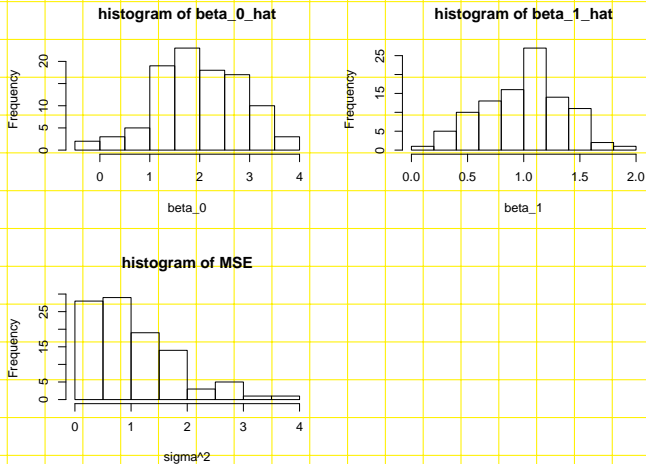 histogram of beta_0_hat
Frequency
0 5 10 20
0 1 2 3 4
beta_0
histogram of beta_1_hat
Frequency
0 5 15 25
0.0 0.5 1.0 1.5 2.0
beta_1
histogram of MSE
Frequency
0 5 15 25
0 1 2 3 4
sigma^2